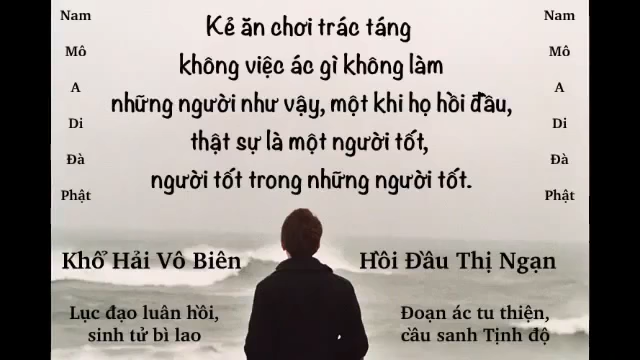 Nam
Mô
A
Di
Đà
Phật
Kẻ ăn chơi trác táng
không việc ác gì không làm
những người như vậy, một khi họ hồi đầu,
thật sự là một người tốt,
người tốt trong những người tốt.
Nam
Mô
A
Di
Đà
Phật
Khổ Hải Vô Biên
Hồi Đầu Thị Ngạn
Lục đạo luân hồi,
sinh tử bì lao
Đoạn ác tu thiện,
cầu sanh Tịnh độ